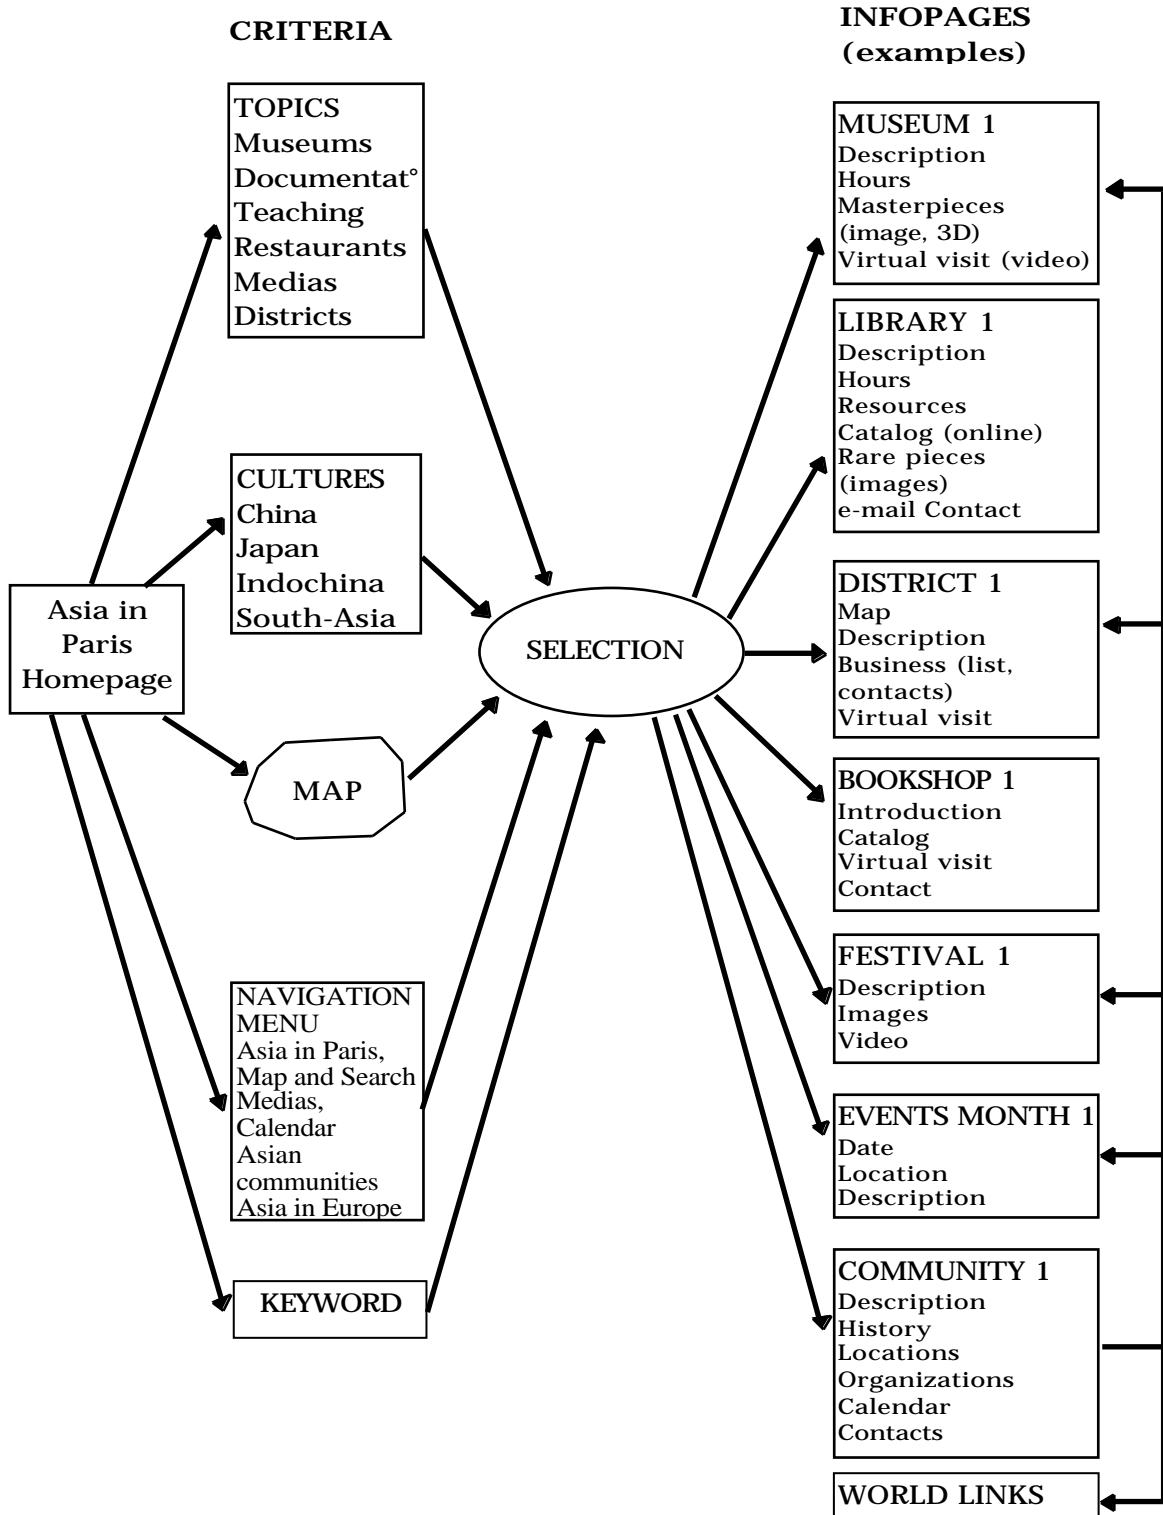 CRITERIA
INFOPAGES
(examples)
TOPICS
Museums
Documentat°
Teaching
Restaurants
Medias
Districts
CULTURES
China
Japan
Indochina
South-Asia
Asia in
Paris
Homepage
MAP
NAVIGATION
MENU
Asia in Paris,
Map and Search
Medias,
Calendar
Asian
communities
Asia in Europe
KEYWORD
SELECTION
MUSEUM 1
Description
Hours
Masterpieces
(image, 3D)
Virtual visit (video)
LIBRARY 1
Description
Hours
Resources
Catalog (online)
Rare pieces
(images)
e-mail Contact
DISTRICT 1
Map
Description
Business (list,
contacts)
Virtual visit
BOOKSHOP 1
Introduction
Catalog
Virtual visit
Contact
FESTIVAL 1
Description
Images
Video
EVENTS MONTH 1
Date
Location
Description
COMMUNITY 1
Description
History
Locations
Organizations
Calendar
Contacts
WORLD LINKS